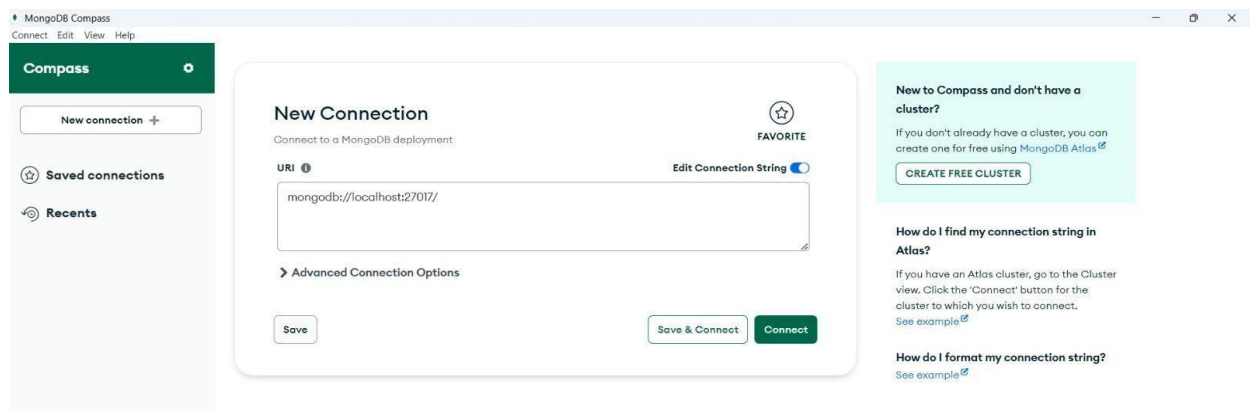 MongoDB Compass
Connect Edit View Help
Compass
New connection +
Saved connections
Recents
New Connection
Connect to a MongoDB deployment
FAVORITE
URI
Edit Connection String
mongodb://localhost:27017/
Advanced Connection Options
Save
Save & Connect
Connect
New to Compass and don't have a
cluster?
If you don't already have a cluster, you can
create one for free using MongoDB Atlas
CREATE FREE CLUSTER
How do I find my connection string in
Atlas?
If you have an Atlas cluster, go to the Cluster
view. Click the 'Connect' button for the
cluster to which you wish to connect.
See example
How do I format my connection string?
See example